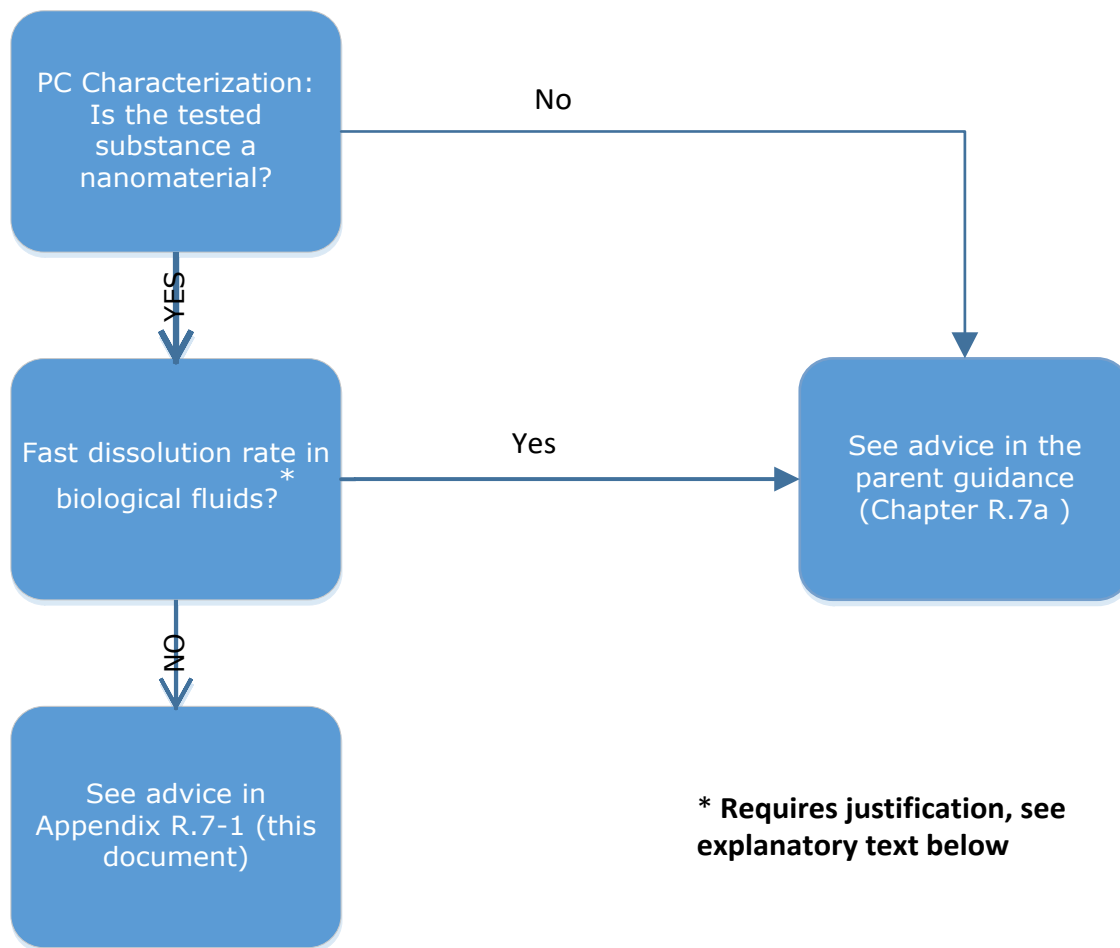 PC Characterization:
Is the tested
substance a
nanomaterial?
No
YES
Fast dissolution rate in
biological fluids?*
Yes
See advice in the
parent guidance
(Chapter R.7a )
NO
See advice in
Appendix R.7-1 (this
document)
* Requires justification, see
explanatory text below